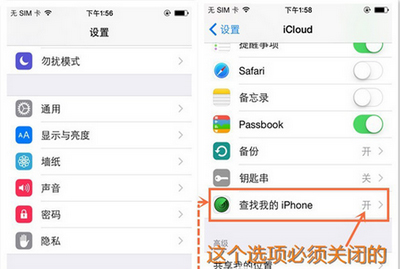 无 SIM 卡 下午1:56
设置
勿扰模式
通用
显示与亮度
墙纸
声音
密码
隐私
无 SIM 卡 下午1:58
设置 iCloud
提醒事项
Safari
备忘录
Passbook
备份 开
钥匙串 关
查找我的 iPhone 开
高级
这个选项必须关闭的
共享我的位置